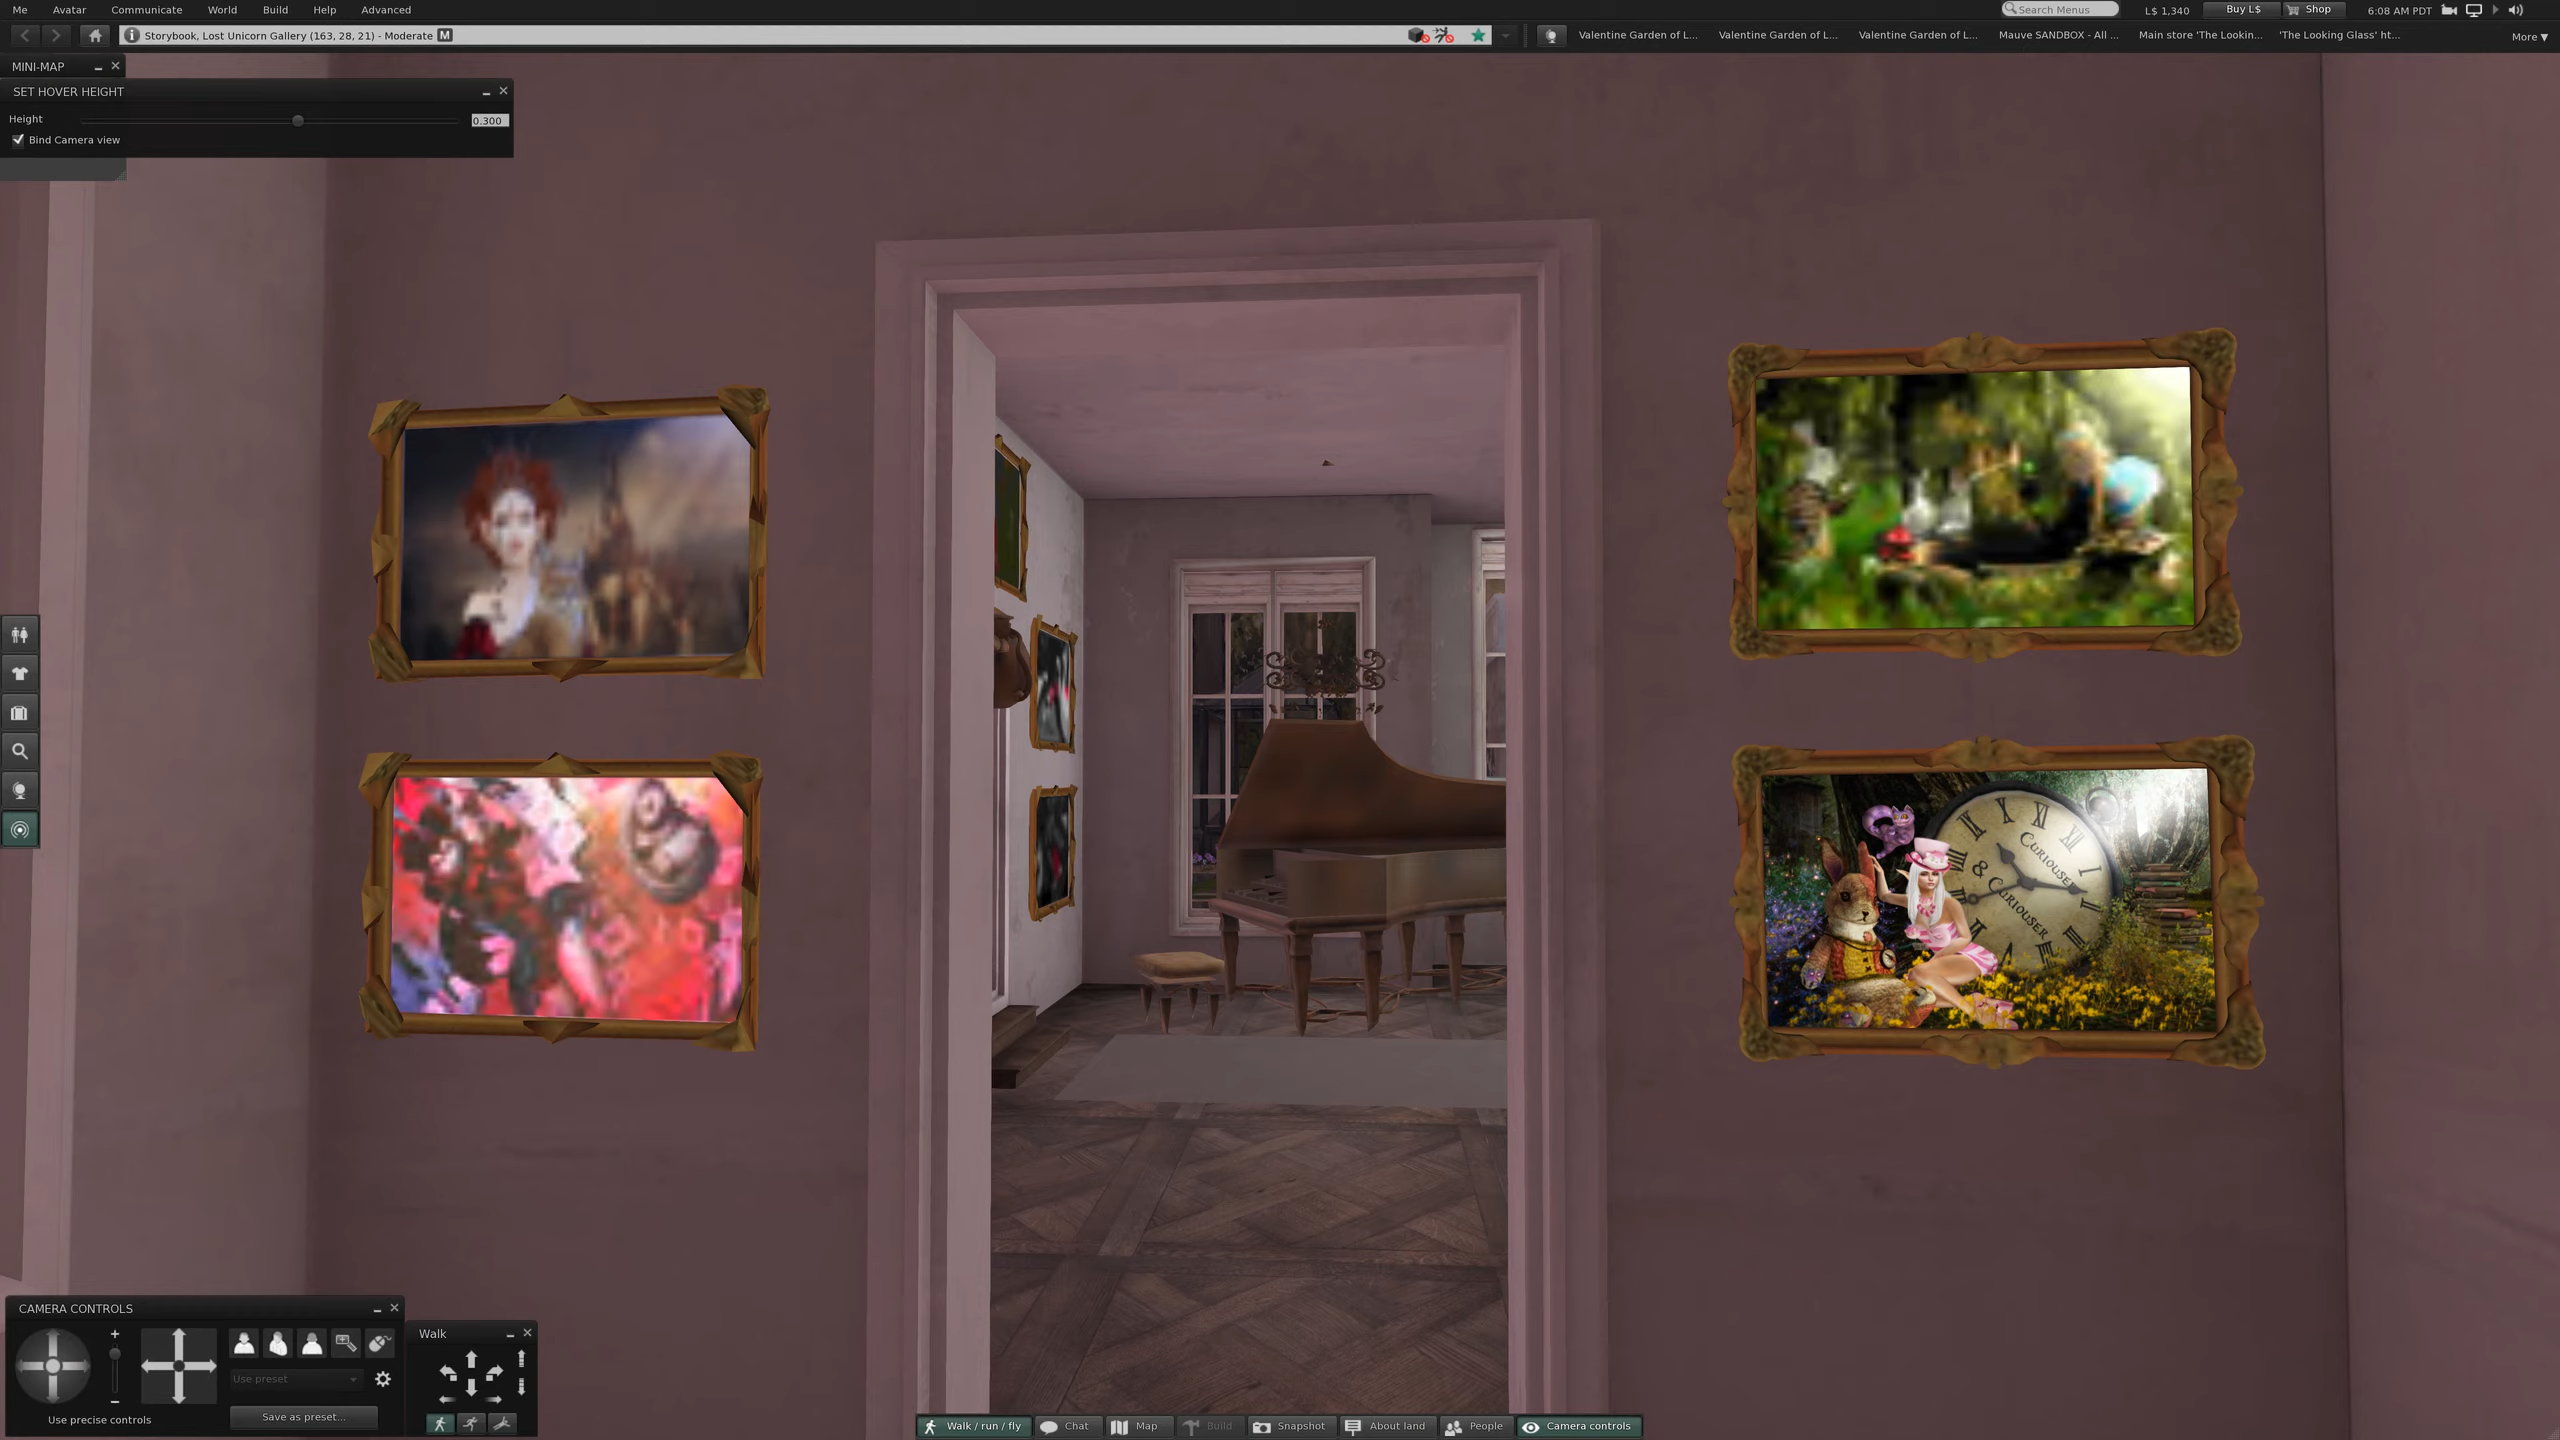 Me Avatar Communicate World Build Help Advanced
Search Menus L$ 1,340 Buy L$ Shop 6:08 AM PDT
Storybook, Lost Unicorn Gallery (163, 28, 21) - Moderate M
Valentine Garden of L... Valentine Garden of L... Valentine Garden of L... Mauve SANDBOX - All ... Main store 'The Lookin... 'The Looking Glass' ht... More ▼
MINI-MAP
SET HOVER HEIGHT
Height 0.300
Bind Camera view
XII
CURIOUSER
&
CURIOUSER
CAMERA CONTROLS
Use preset
Use precise controls
Save as preset...
Walk
Walk / run / fly Chat Map Build Snapshot About land People Camera controls